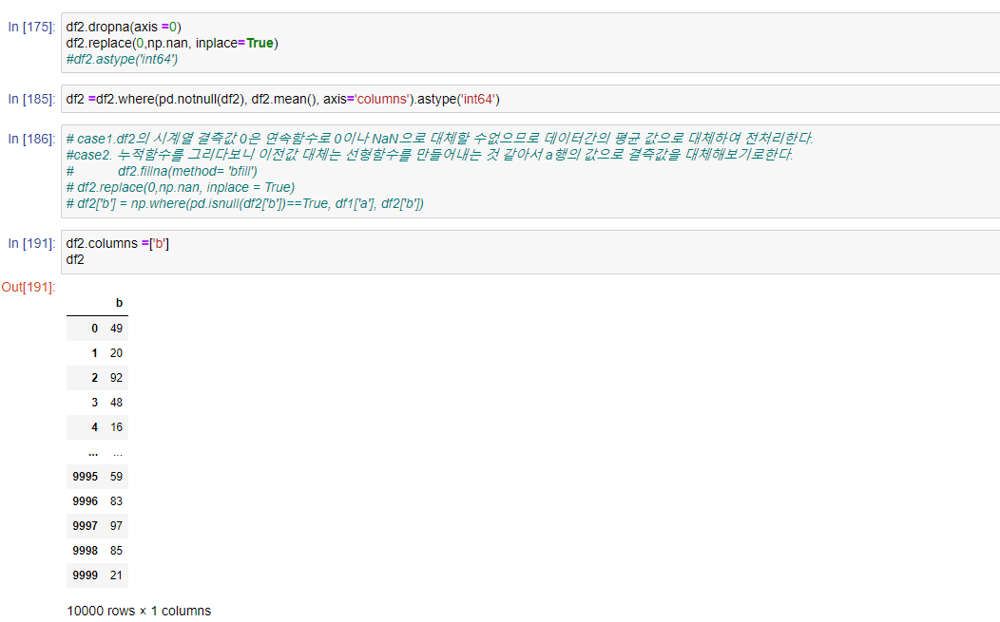 In [175]: df2.dropna(axis =0)
df2.replace(0,np.nan, inplace=True)
#df2.astype('int64')
In [185]: df2 =df2.where(pd.notnull(df2), df2.mean(), axis='columns').astype('int64')
In [186]: # case1.df2의 시계열 결측값 0은 연속함수로 0이나 NaN으로 대체할 수없으므로 데이터간의 평균 값으로 대체하여 전처리한다.
#case2. 누적함수를 그리다보니 이전값 대체는 선형함수를 만들어내는 것 같아서 a행의 값으로 결측값을 대체해보기로한다.
# df2.fillna(method= 'bfill')
# df2.replace(0,np.nan, inplace = True)
# df2['b'] = np.where(pd.isnull(df2['b'])==True, df1['a'], df2['b'])
In [191]: df2.columns =['b']
df2
Out[191]:
b
0 49
1 20
2 92
3 48
4 16
... ...
9995 59
9996 83
9997 97
9998 85
9999 21
10000 rows × 1 columns